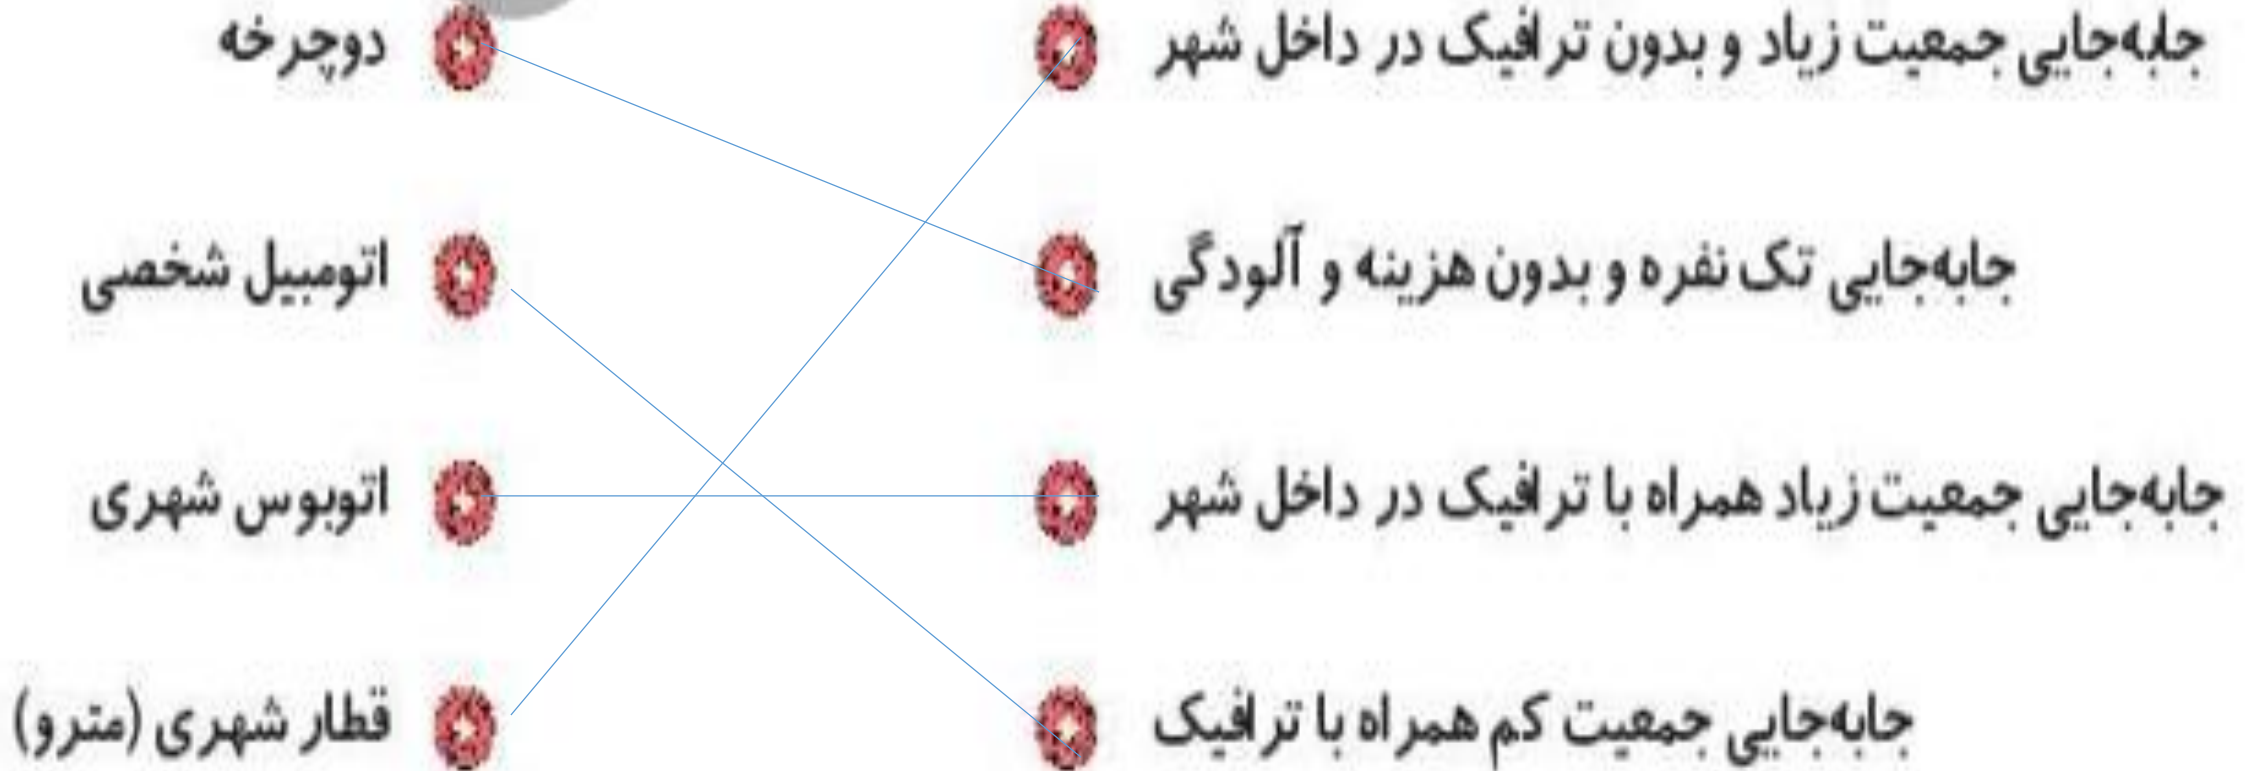 جابه‌جایی جمعیت زیاد و بدون ترافیک در داخل شهر
دوچرخه
جابه‌جایی تک نفره و بدون هزینه و آلودگی
اتومبیل شخصی
جابه‌جایی جمعیت زیاد همراه با ترافیک در داخل شهر
اتوبوس شهری
جابه‌جایی جمعیت کم همراه با ترافیک
قطار شهری (مترو)